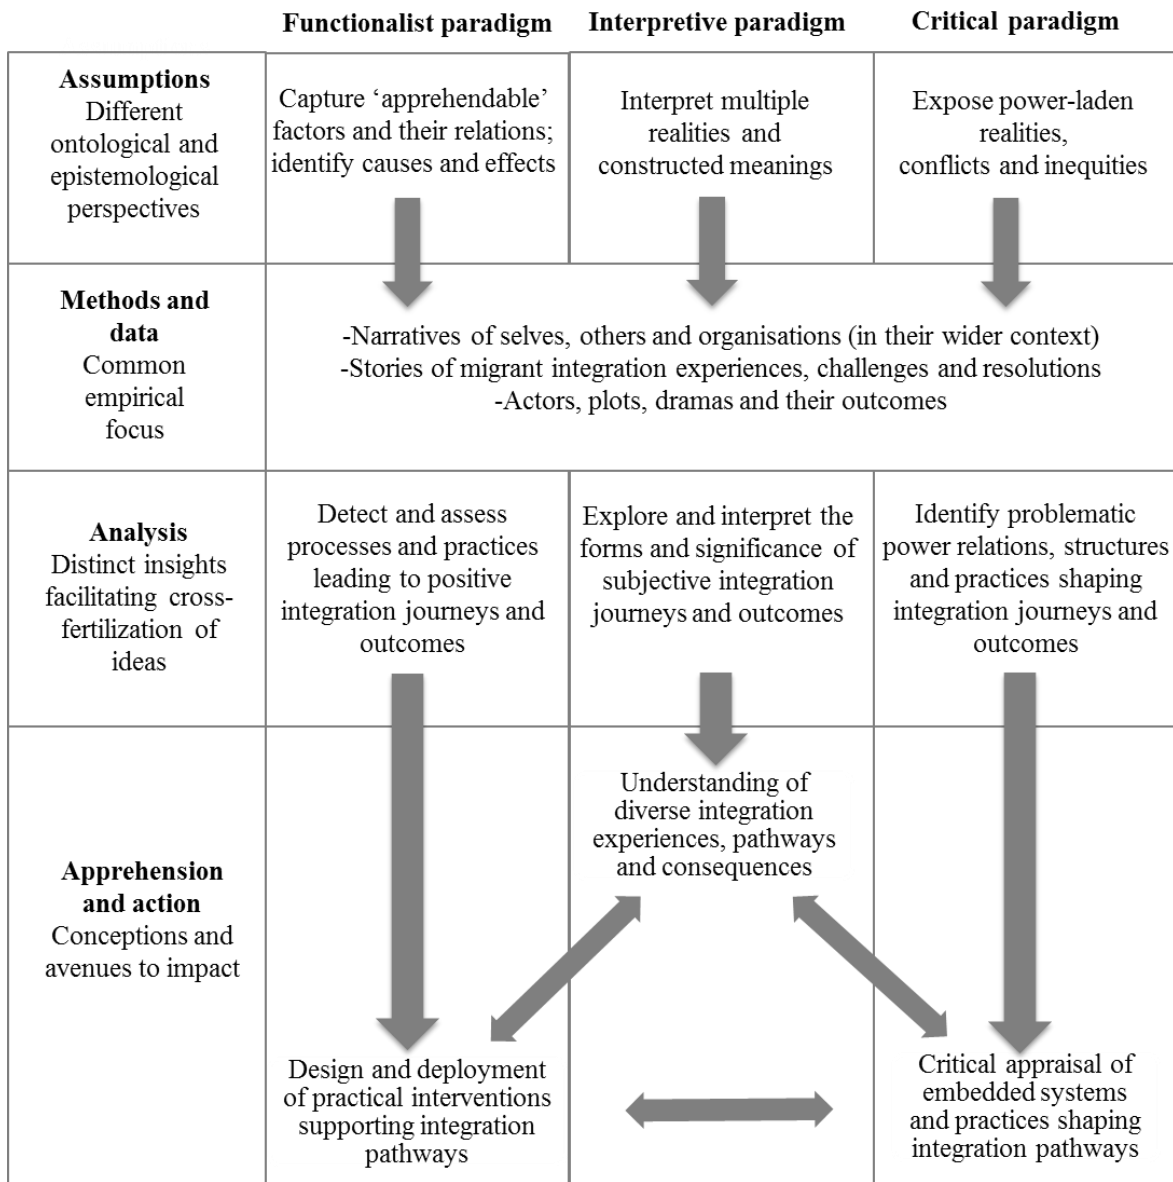 Functionalist paradigm
Interpretive paradigm
Critical paradigm
Assumptions
Different
ontological and
epistemological
perspectives
Capture ‘apprehendable’
factors and their relations;
identify causes and effects
Interpret multiple
realities and
constructed meanings
Expose power-laden
realities,
conflicts and inequities
Methods and
data
Common
empirical
focus
-Narratives of selves, others and organisations (in their wider context)
-Stories of migrant integration experiences, challenges and resolutions
-Actors, plots, dramas and their outcomes
Analysis
Distinct insights
facilitating cross-
fertilization of
ideas
Detect and assess
processes and practices
leading to positive
integration journeys and
outcomes
Explore and interpret the
forms and significance of
subjective integration
journeys and outcomes
Identify problematic
power relations, structures
and practices shaping
integration journeys and
outcomes
Apprehension
and action
Conceptions and
avenues to impact
Understanding of
diverse integration
experiences, pathways
and consequences
Design and deployment
of practical interventions
supporting integration
pathways
Critical appraisal of
embedded systems
and practices shaping
integration pathways